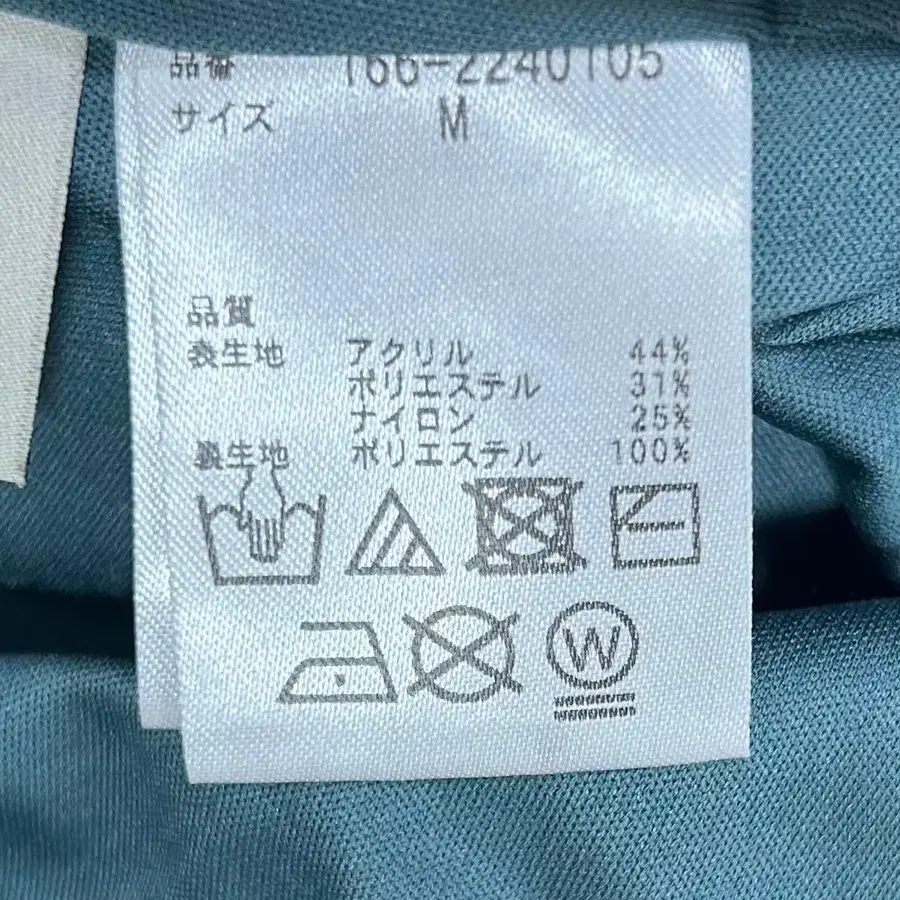 品番 166-2240105
サイズ M
品質
表生地 アクリル 44%
ポリエステル 31%
ナイロン 25%
裏生地 ポリエステル 100%
W